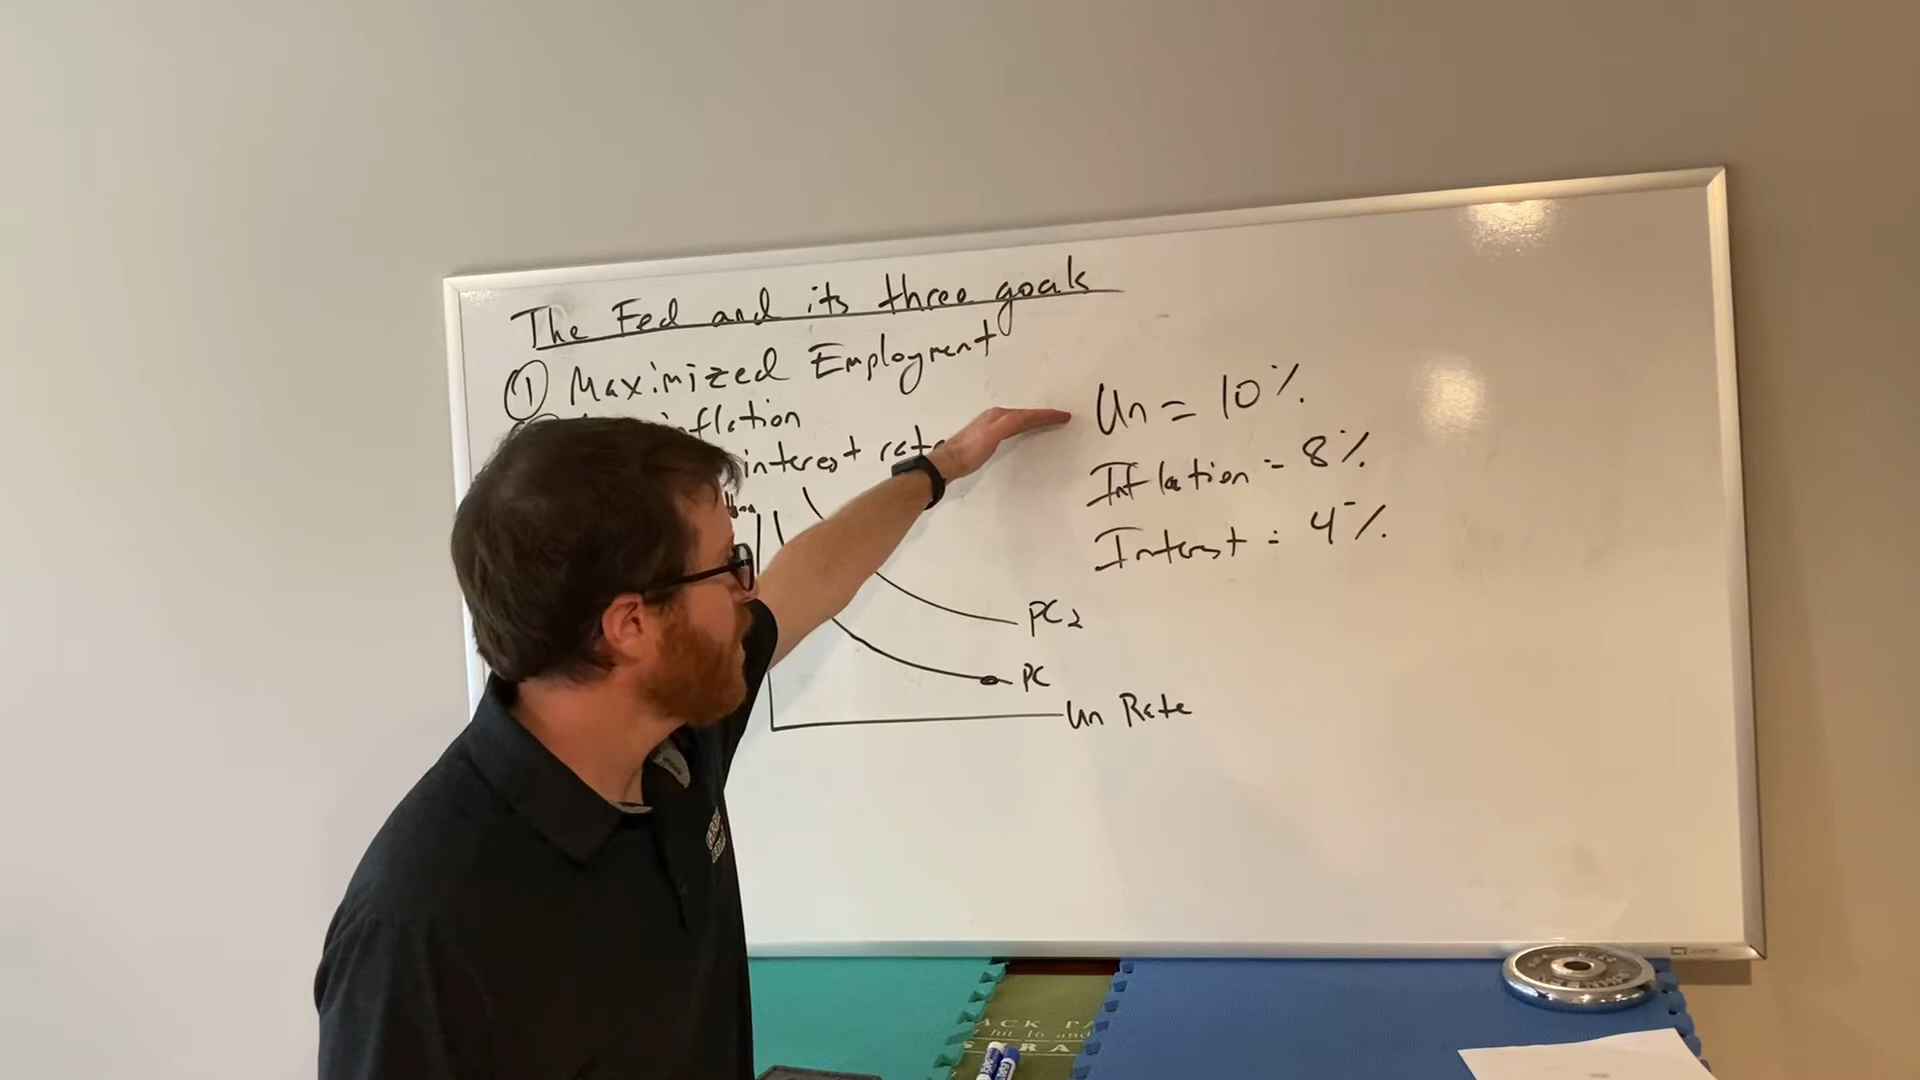 The Fed and its three goals
① Maximized Employment
inflation
interest rate
Un = 10%
Inflation = 8%
Interest = 4%
PC2
PC
Un Rate